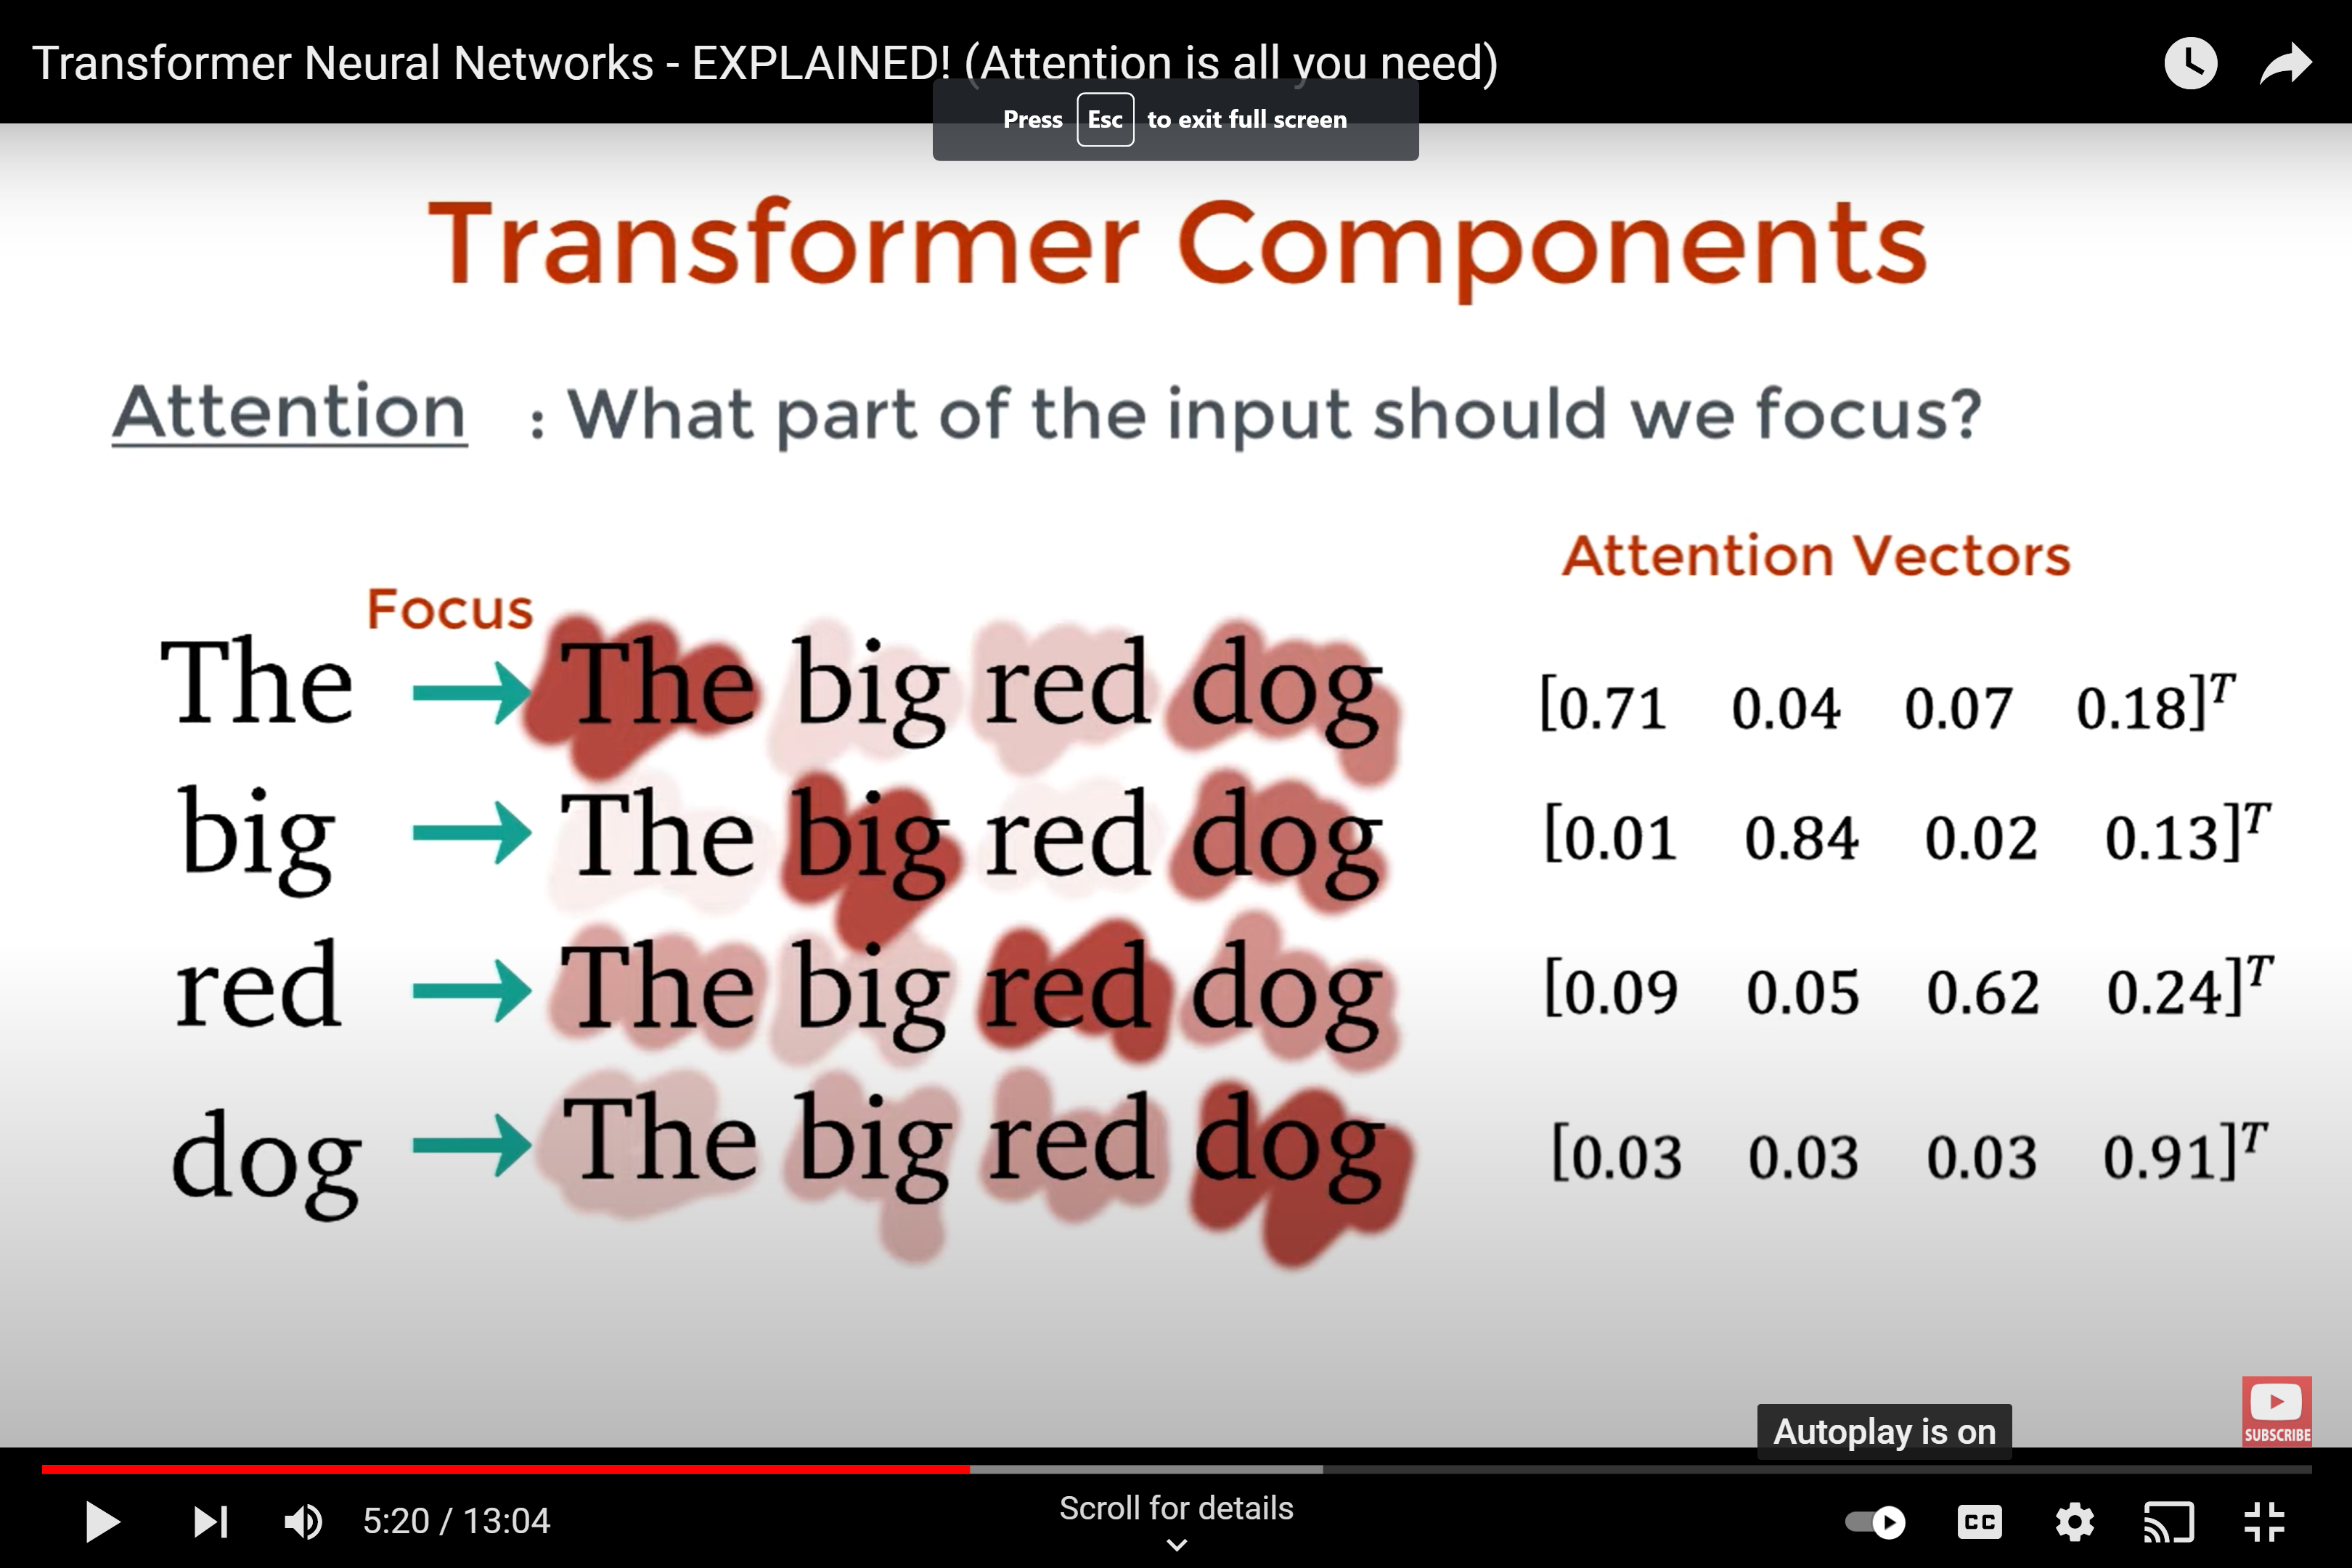 Transformer Neural Networks - EXPLAINED! (Attention is all you need)
Press Esc to exit full screen
Transformer Components
Attention : What part of the input should we focus?
Attention Vectors
Focus
The → The big red dog [0.71 0.04 0.07 0.18]ᵀ
big → The big red dog [0.01 0.84 0.02 0.13]ᵀ
red → The big red dog [0.09 0.05 0.62 0.24]ᵀ
dog → The big red dog [0.03 0.03 0.03 0.91]ᵀ
Autoplay is on
SUBSCRIBE
5:20 / 13:04
Scroll for details
CC